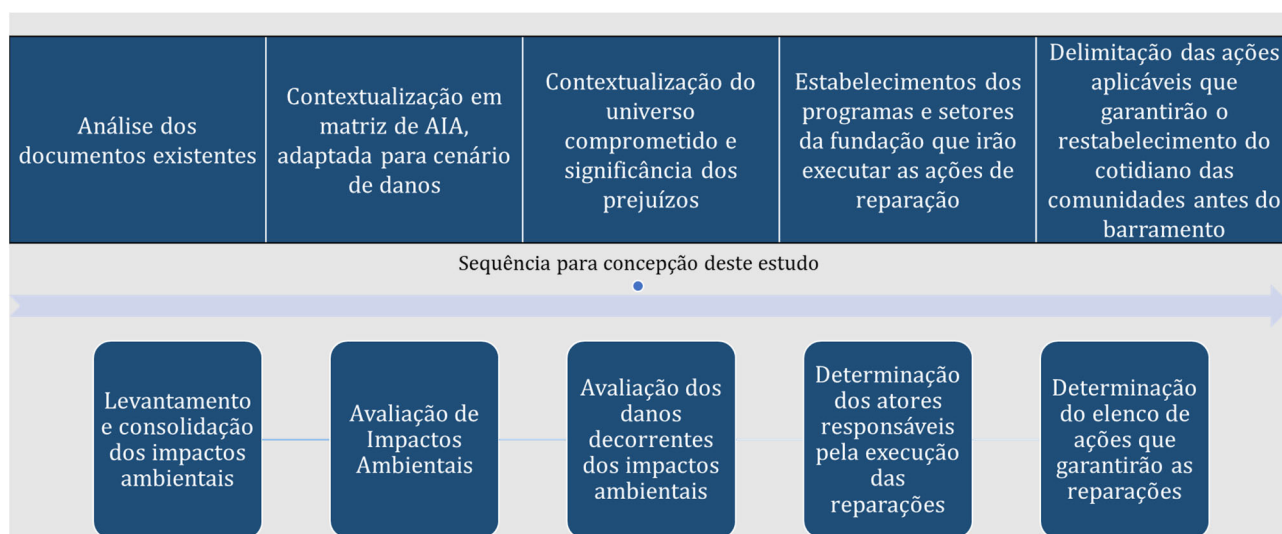 Análise dos
documentos existentes
Contextualização em
matriz de AIA,
adaptada para cenário
de danos
Contextualização do
universo
comprometido e
significância dos
prejuízos
Estabelecimentos dos
programas e setores
da fundação que irão
executar as ações de
reparação
Delimitação das ações
aplicáveis que
garantirão o
restabelecimento do
cotidiano das
comunidades antes do
barramento
Sequência para concepção deste estudo
Levantamento
e consolidação
dos impactos
ambientais
Avaliação de
Impactos
Ambientais
Avaliação dos
danos
decorrentes
dos impactos
ambientais
Determinação
dos atores
responsáveis
pela execução
das
reparações
Determinação
do elenco de
ações que
garantirão as
reparações